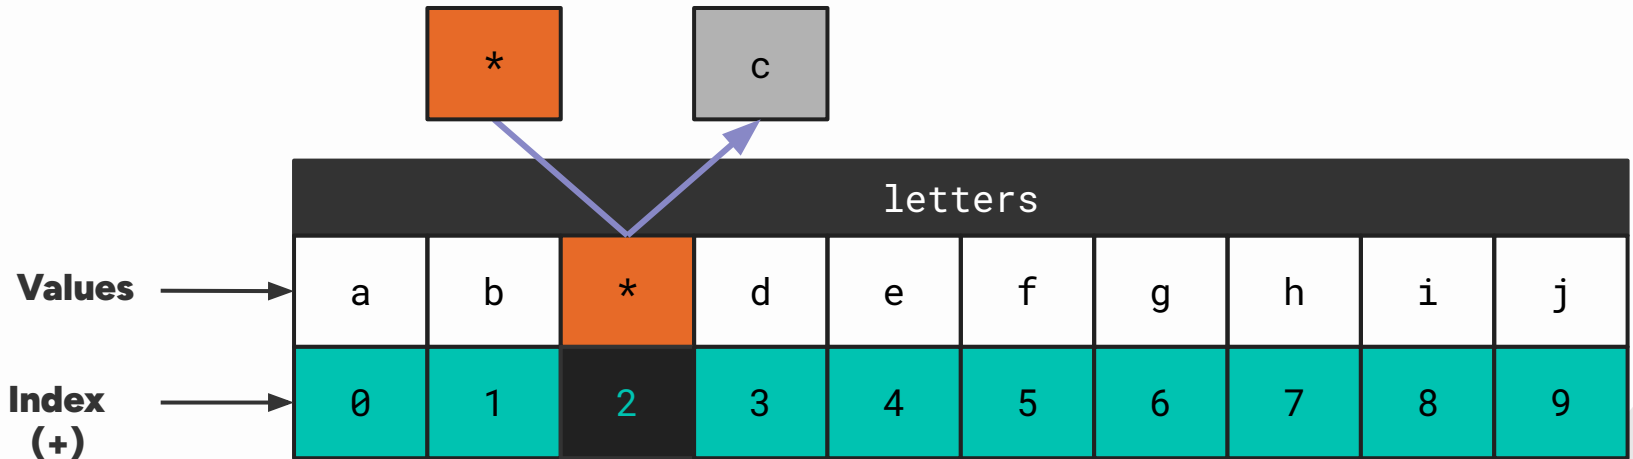 * c
letters
Values a b * d e f g h i j
Index 0 1 2 3 4 5 6 7 8 9
(+)